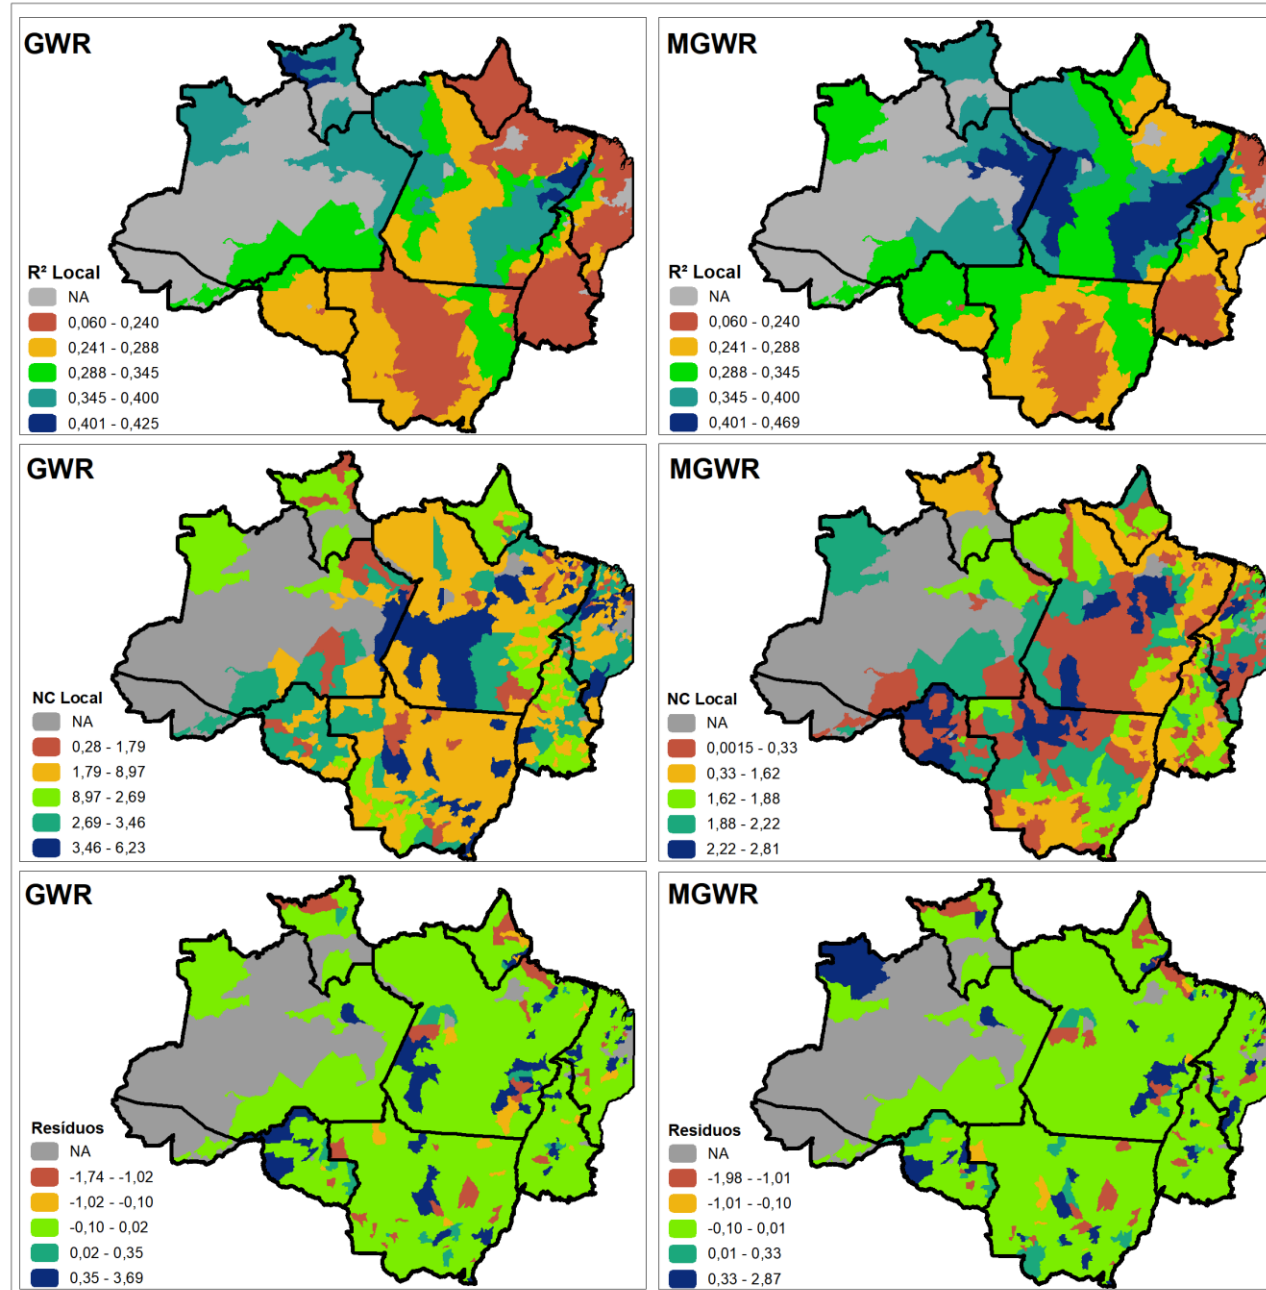 GWR
R² Local
NA
0,060 - 0,240
0,241 - 0,288
0,288 - 0,345
0,345 - 0,400
0,401 - 0,425
MGWR
R² Local
NA
0,060 - 0,240
0,241 - 0,288
0,288 - 0,345
0,345 - 0,400
0,401 - 0,469
GWR
NC Local
NA
0,28 - 1,79
1,79 - 8,97
8,97 - 2,69
2,69 - 3,46
3,46 - 6,23
MGWR
NC Local
NA
0,0015 - 0,33
0,33 - 1,62
1,62 - 1,88
1,88 - 2,22
2,22 - 2,81
GWR
Resíduos
NA
-1,74 - -1,02
-1,02 - -0,10
-0,10 - 0,02
0,02 - 0,35
0,35 - 3,69
MGWR
Resíduos
NA
-1,98 - -1,01
-1,01 - -0,10
-0,10 - 0,01
0,01 - 0,33
0,33 - 2,87